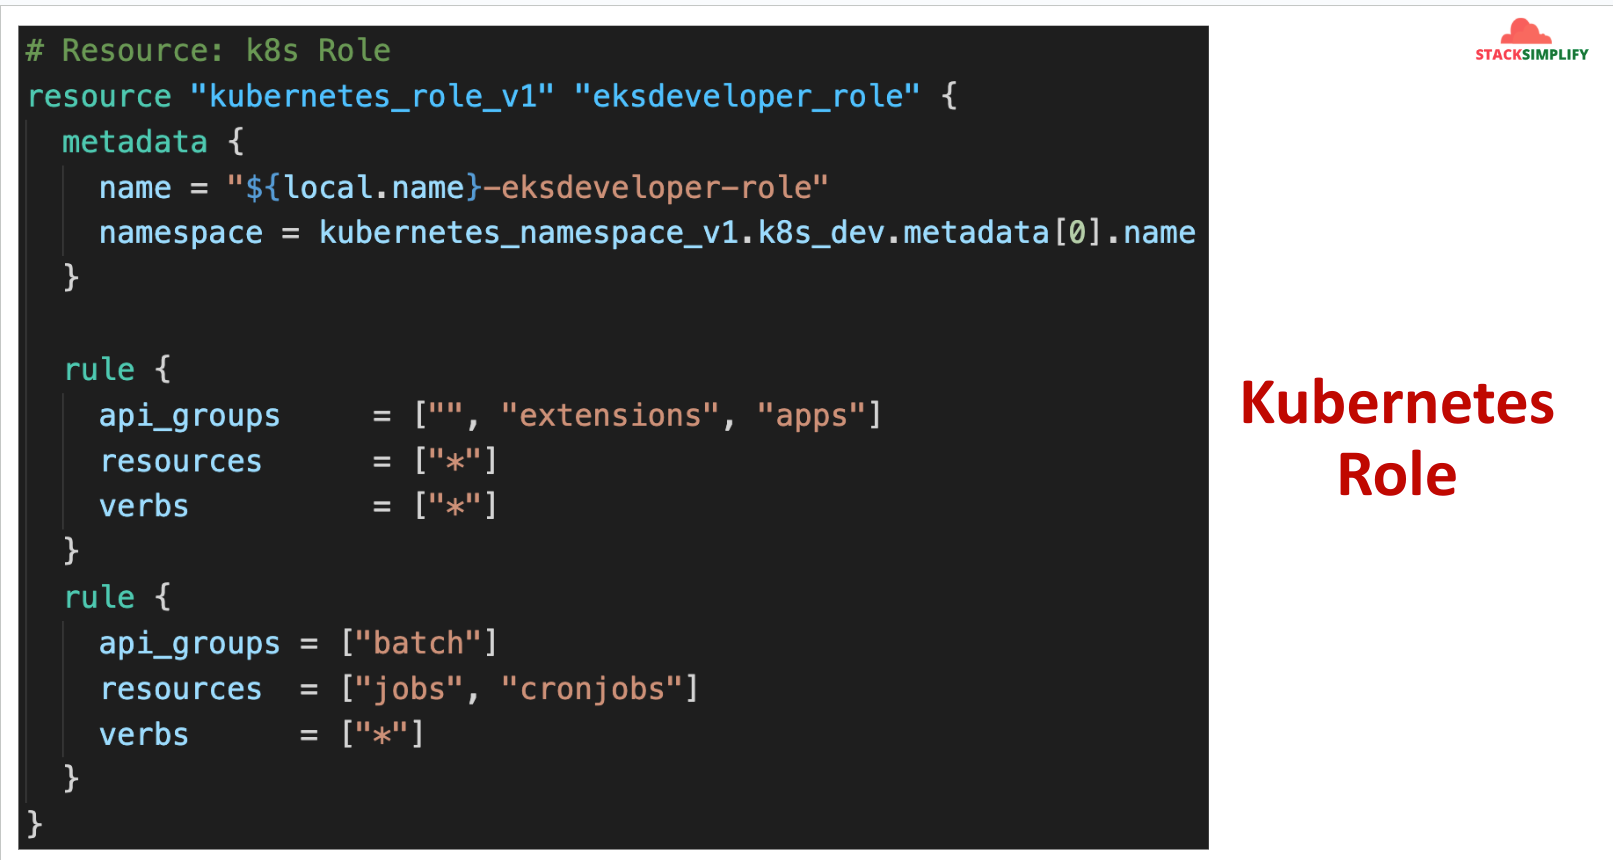 # Resource: k8s Role
resource "kubernetes_role_v1" "eksdeveloper_role" {
  metadata {
    name = "${local.name}-eksdeveloper-role"
    namespace = kubernetes_namespace_v1.k8s_dev.metadata[0].name
  }
  rule {
    api_groups     = ["", "extensions", "apps"]
    resources      = ["*"]
    verbs          = ["*"]
  }
  rule {
    api_groups = ["batch"]
    resources  = ["jobs", "cronjobs"]
    verbs      = ["*"]
  }
}
STACKSIMPLIFY
Kubernetes
Role